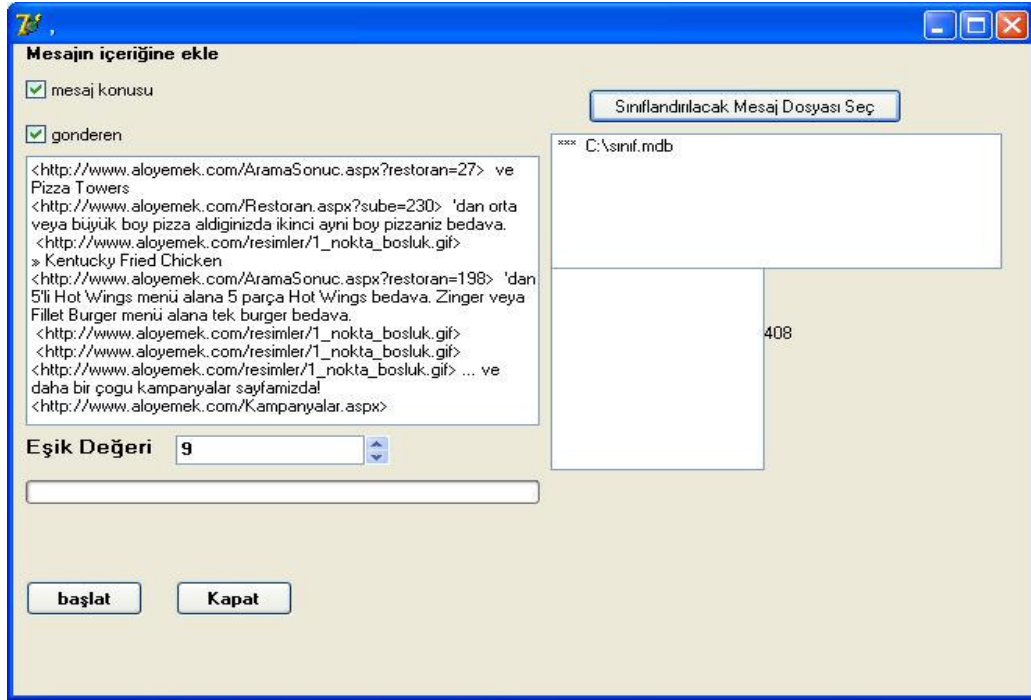 ,
Mesajın içeriğine ekle
mesaj konusu
gonderen
<http://www.aloyemek.com/AramaSonuc.aspx?restoran=27> ve
Pizza Towers
<http://www.aloyemek.com/Restoran.aspx?sube=230> 'dan orta
veya büyük boy pizza aldiginizda ikinci ayni boy pizzaniz bedava.
<http://www.aloyemek.com/resimler/1_nokta_bosluk.gif>
» Kentucky Fried Chicken
<http://www.aloyemek.com/AramaSonuc.aspx?restoran=198> 'dan
5'li Hot Wings menü alana 5 parça Hot Wings bedava. Zinger veya
Fillet Burger menü alana tek burger bedava.
<http://www.aloyemek.com/resimler/1_nokta_bosluk.gif>
<http://www.aloyemek.com/resimler/1_nokta_bosluk.gif>
<http://www.aloyemek.com/resimler/1_nokta_bosluk.gif> ... ve
daha bir çogu kampanyalar sayfamizda!
<http://www.aloyemek.com/Kampanyalar.aspx>
Eşik Değeri 9
başlat Kapat
Sınıflandırılacak Mesaj Dosyası Seç
*** C:\sınıf.mdb
408